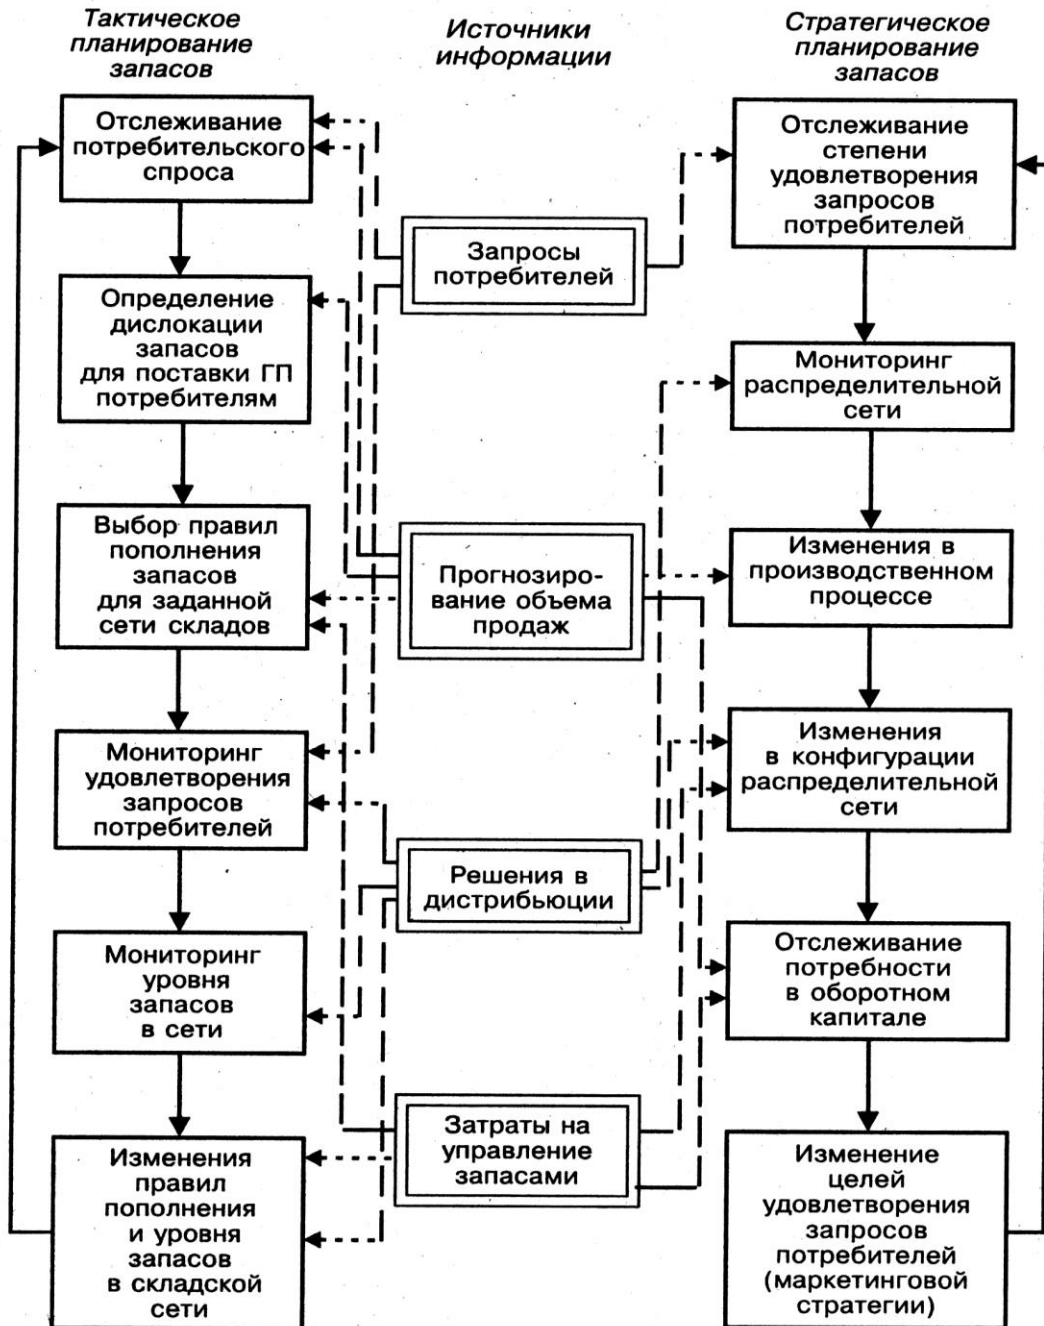 Тактическое
планирование
запасов
Источники
информации
Стратегическое
планирование
запасов
Отслеживание
потребительского
спроса
Определение
дислокации
запасов
для поставки ГП
потребителям
Выбор правил
пополнения
запасов
для заданной
сети складов
Мониторинг
удовлетворения
запросов
потребителей
Мониторинг
уровня
запасов
в сети
Изменения
правил
пополнения
и уровня
запасов
в складской
сети
Запросы
потребителей
Прогнозиро-
вание объема
продаж
Решения в
дистрибьюции
Затраты на
управление
запасами
Отслеживание
степени
удовлетворения
запросов
потребителей
Мониторинг
распределительной
сети
Изменения в
производственном
процессе
Изменения
в конфигурации
распределительной
сети
Отслеживание
потребности
в оборотном
капитале
Изменение
целей
удовлетворения
запросов
потребителей
(маркетинговой
стратегии)